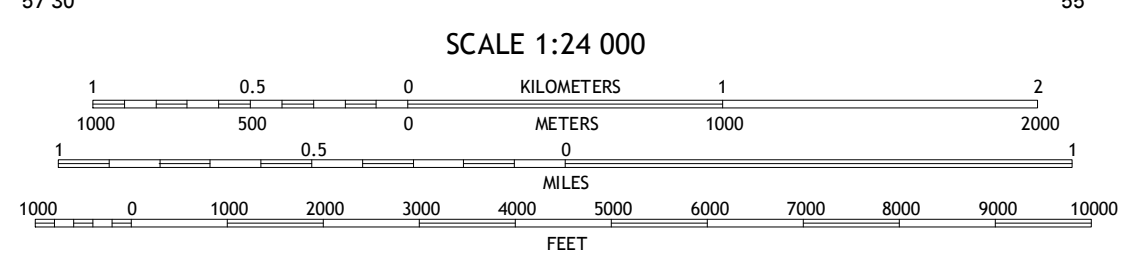 57'30" 55'
SCALE 1:24 000
1 0.5 0 KILOMETERS 1 2
1000 500 0 METERS 1000 2000
1 0.5 0 1
MILES
1000 0 1000 2000 3000 4000 5000 6000 7000 8000 9000 10000
FEET